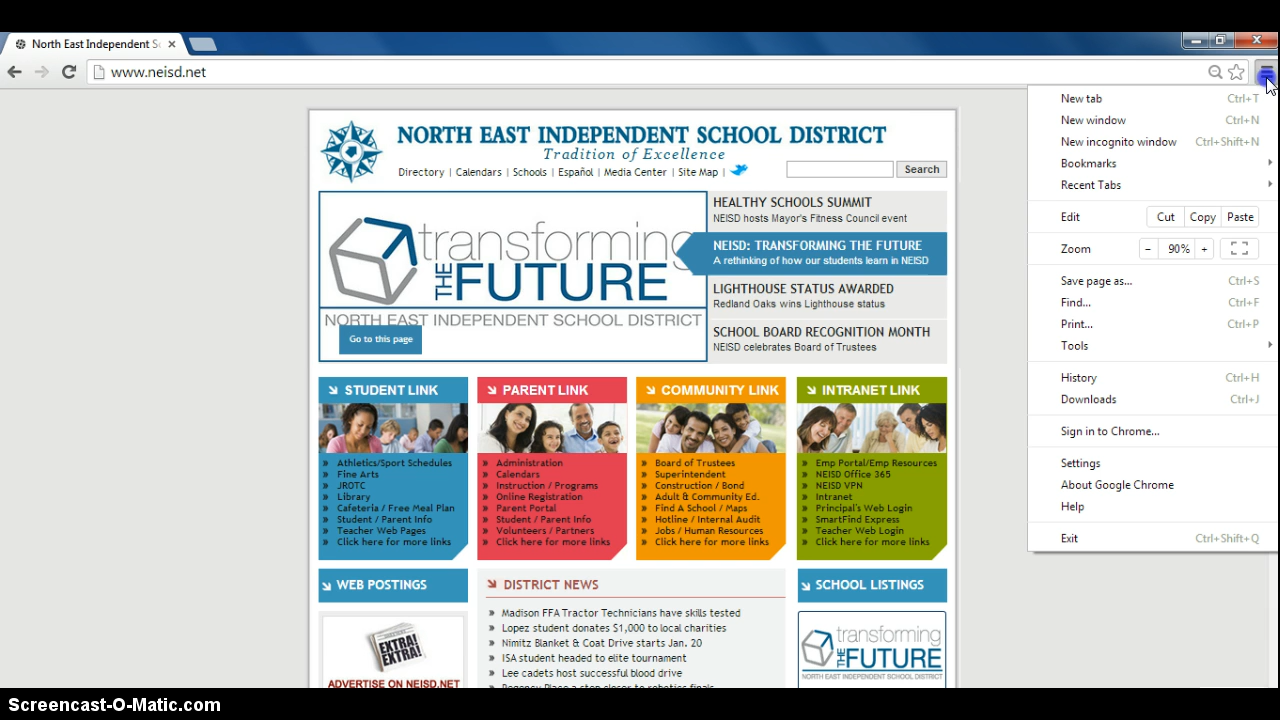 North East Independent Sc
www.neisd.net
NORTH EAST INDEPENDENT SCHOOL DISTRICT
Tradition of Excellence
Directory | Calendars | Schools | Español | Media Center | Site Map |
Search
transforming
THE FUTURE
NORTH EAST INDEPENDENT SCHOOL DISTRICT
Go to this page
HEALTHY SCHOOLS SUMMIT
NEISD hosts Mayor's Fitness Council event
NEISD: TRANSFORMING THE FUTURE
A rethinking of how our students learn in NEISD
LIGHTHOUSE STATUS AWARDED
Redland Oaks wins Lighthouse status
SCHOOL BOARD RECOGNITION MONTH
NEISD celebrates Board of Trustees
STUDENT LINK
» Athletics/Sport Schedules
» Fine Arts
» JROTC
» Library
» Cafeteria / Free Meal Plan
» Student / Parent Info
» Teacher Web Pages
» Click here for more links
PARENT LINK
» Administration
» Calendars
» Instruction / Programs
» Online Registration
» Parent Portal
» Student / Parent Info
» Volunteers / Partners
» Click here for more links
COMMUNITY LINK
» Board of Trustees
» Superintendent
» Construction / Bond
» Adult & Community Ed.
» Find A School / Maps
» Hotline / Internal Audit
» Jobs / Human Resources
» Click here for more links
INTRANET LINK
» Emp Portal/Emp Resources
» NEISD Office 365
» NEISD VPN
» Intranet
» Principal's Web Login
» SmartFind Express
» Teacher Web Login
» Click here for more links
WEB POSTINGS
EXTRA!
EXTRA!
ADVERTISE ON NEISD.NET
DISTRICT NEWS
» Madison FFA Tractor Technicians have skills tested
» Lopez student donates $1,000 to local charities
» Nimitz Blanket & Coat Drive starts Jan. 20
» ISA student headed to elite tournament
» Lee cadets host successful blood drive
» Regency Place a step closer to robotics finals
SCHOOL LISTINGS
transforming
THE FUTURE
NORTH EAST INDEPENDENT SCHOOL DISTRICT
New tab Ctrl+T
New window Ctrl+N
New incognito window Ctrl+Shift+N
Bookmarks
Recent Tabs
Edit Cut Copy Paste
Zoom − 90% +
Save page as... Ctrl+S
Find... Ctrl+F
Print... Ctrl+P
Tools
History Ctrl+H
Downloads Ctrl+J
Sign in to Chrome...
Settings
About Google Chrome
Help
Exit Ctrl+Shift+Q
Screencast-O-Matic.com